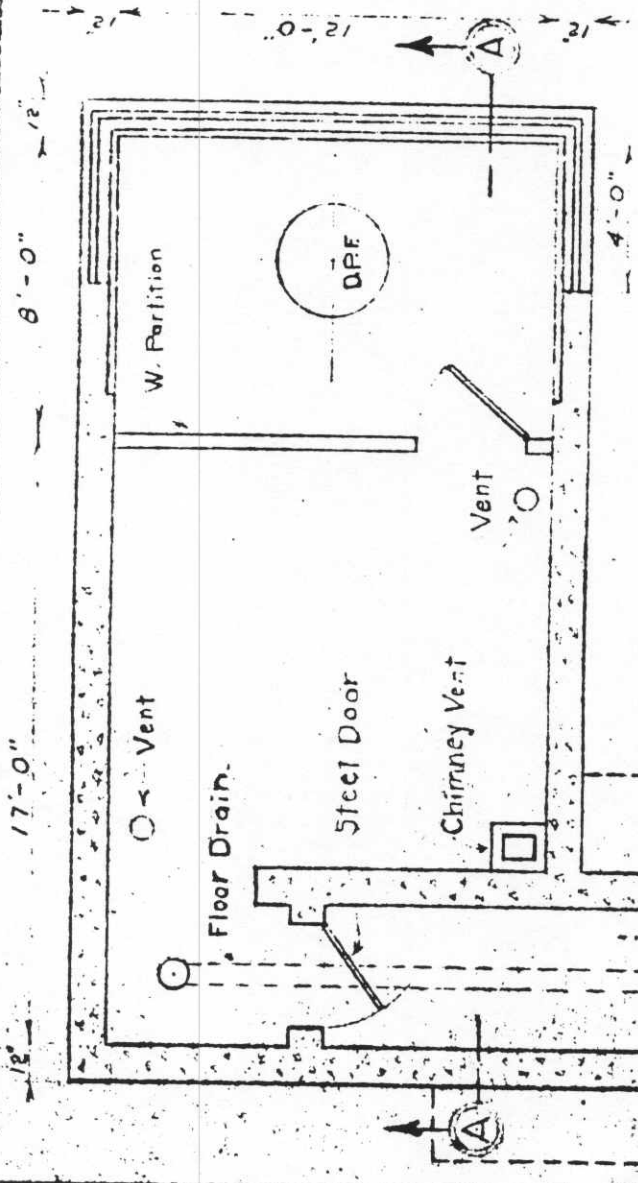 12"
17'-0"
8'-0"
12"
12"
12'-0"
12"
4'-0"
A
A
W. Partition
D.P.F.
Vent
Vent
Floor Drain.
Steel Door
Chimney Vent